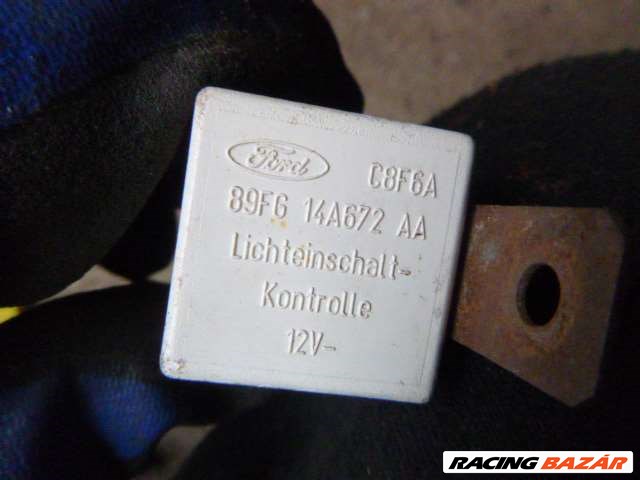 Ford C8F6A
89FG 14A672 AA
Lichteinschalt-
Kontrolle
12V-
RACING BAZÁR